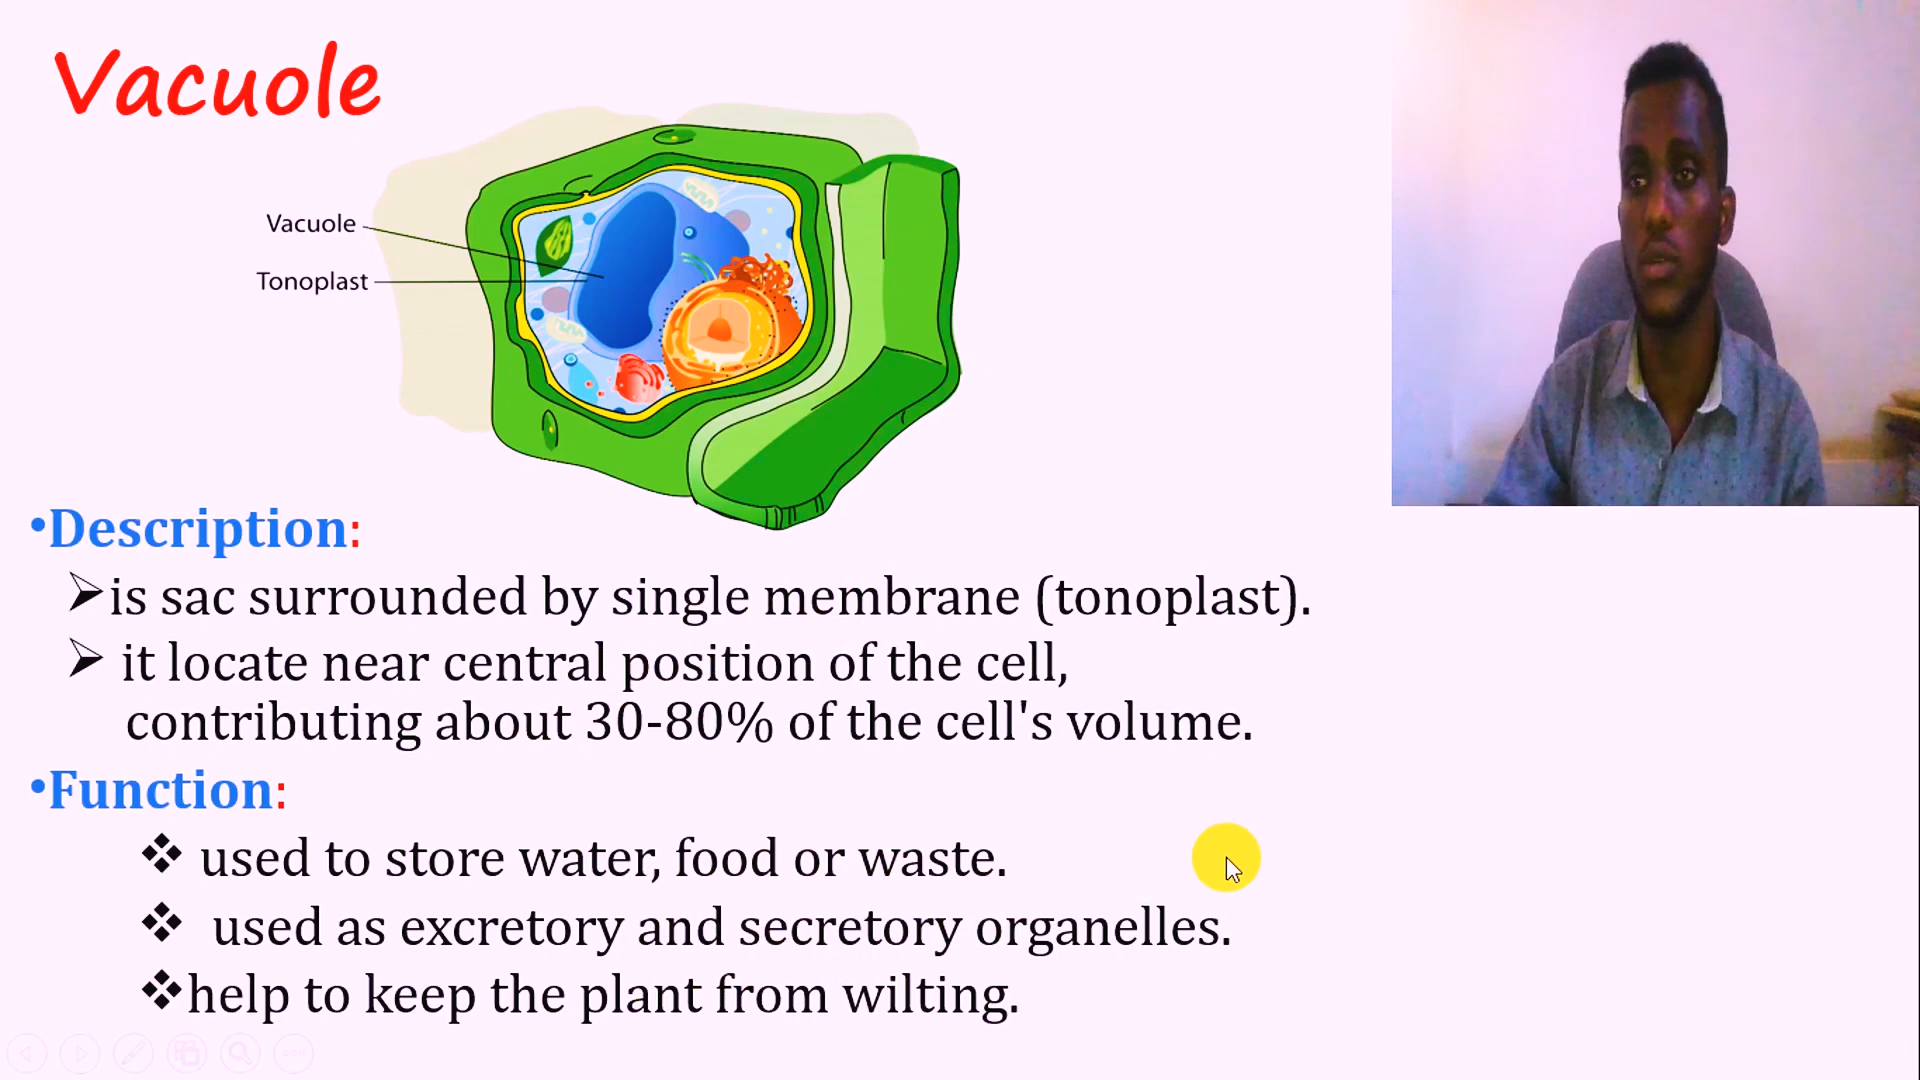 Vacuole
Vacuole
Tonoplast
•Description:
➢is sac surrounded by single membrane (tonoplast).
➢ it locate near central position of the cell,
contributing about 30-80% of the cell's volume.
•Function:
❖ used to store water, food or waste.
❖ used as excretory and secretory organelles.
❖help to keep the plant from wilting.